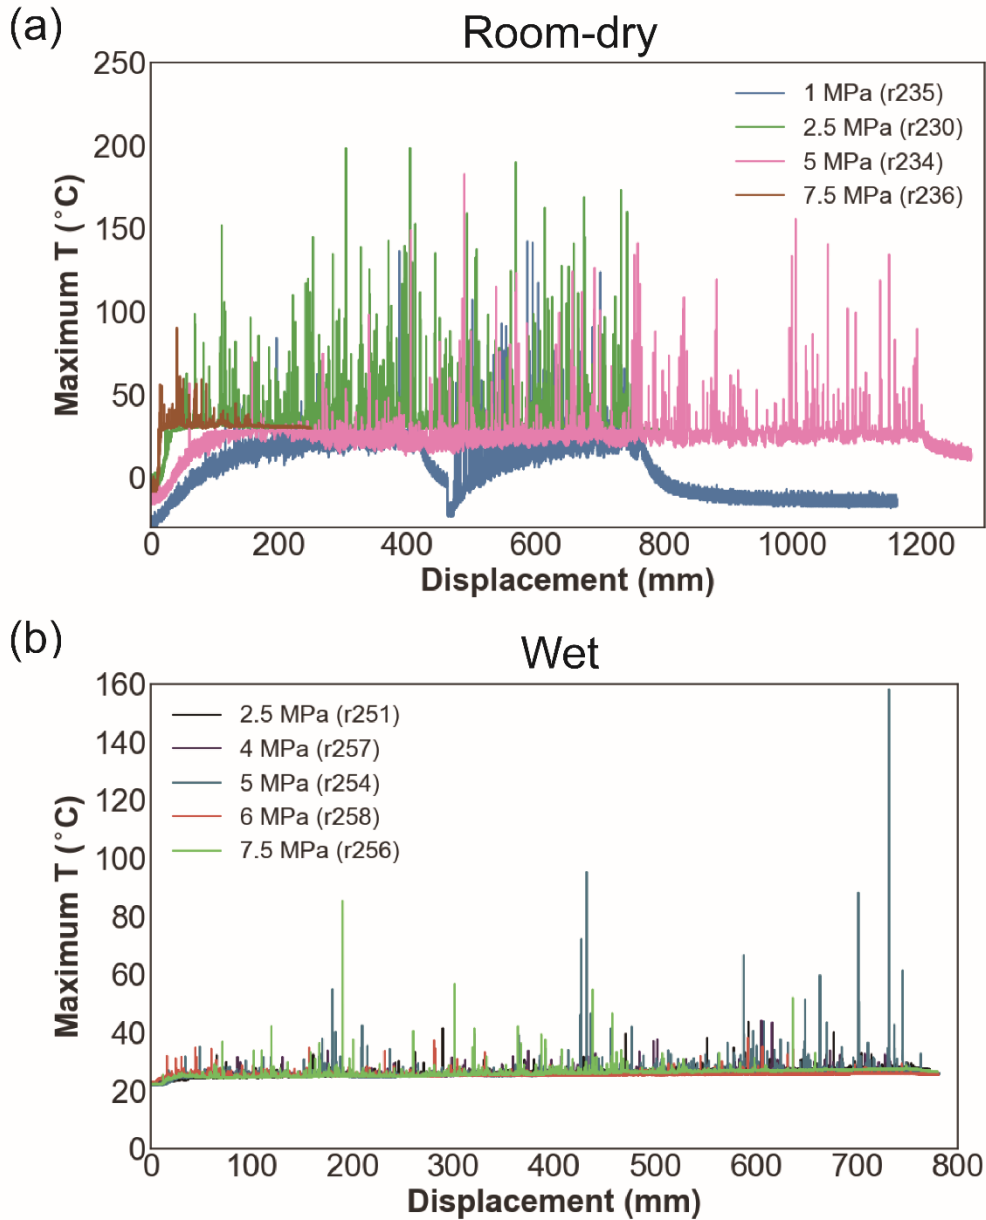 (a)
Room-dry
250
200
150
100
50
0
Maximum T (°C)
1 MPa (r235)
2.5 MPa (r230)
5 MPa (r234)
7.5 MPa (r236)
0 200 400 600 800 1000 1200
Displacement (mm)
(b)
Wet
160
140
120
100
80
60
40
20
0
Maximum T (°C)
2.5 MPa (r251)
4 MPa (r257)
5 MPa (r254)
6 MPa (r258)
7.5 MPa (r256)
0 100 200 300 400 500 600 700 800
Displacement (mm)